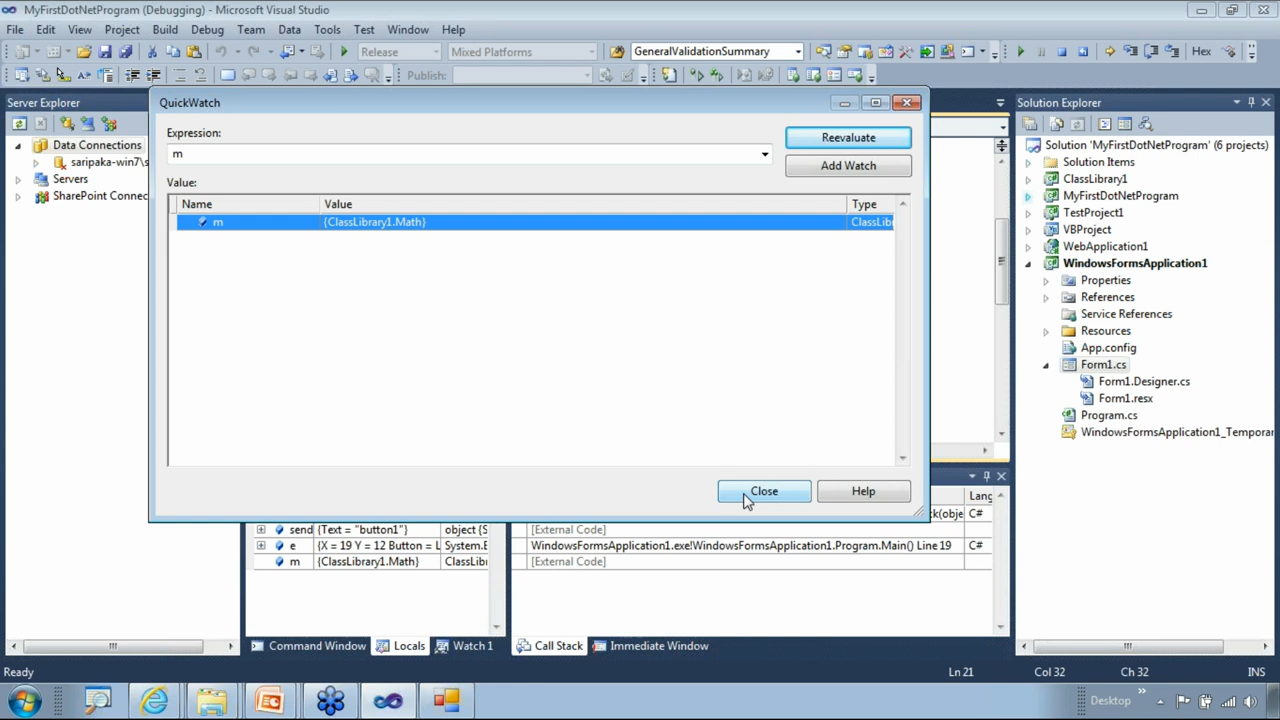 MyFirstDotNetProgram (Debugging) - Microsoft Visual Studio
File Edit View Project Build Debug Team Data Tools Test Window Help
Release Mixed Platforms GeneralValidationSummary Hex
Publish:
Server Explorer
Data Connections
saripaka-win7\s
Servers
SharePoint Connec
QuickWatch
Expression:
m
Reevaluate
Add Watch
Value:
Name Value Type
m {ClassLibrary1.Math} ClassLib
Close Help
Solution Explorer
Solution 'MyFirstDotNetProgram' (6 projects)
Solution Items
ClassLibrary1
MyFirstDotNetProgram
TestProject1
VBProject
WebApplication1
WindowsFormsApplication1
Properties
References
Service References
Resources
App.config
Form1.cs
Form1.Designer.cs
Form1.resx
Program.cs
WindowsFormsApplication1_Temporar
send {Text = "button1"} object {S
e {X = 19 Y = 12 Button = L System.E
m {ClassLibrary1.Math} ClassLib
Lang
ck(obje C#
[External Code]
WindowsFormsApplication1.exe!WindowsFormsApplication1.Program.Main() Line 19 C#
[External Code]
Command Window Locals Watch 1 Call Stack Immediate Window
Ready Ln 21 Col 32 Ch 32 INS
Desktop